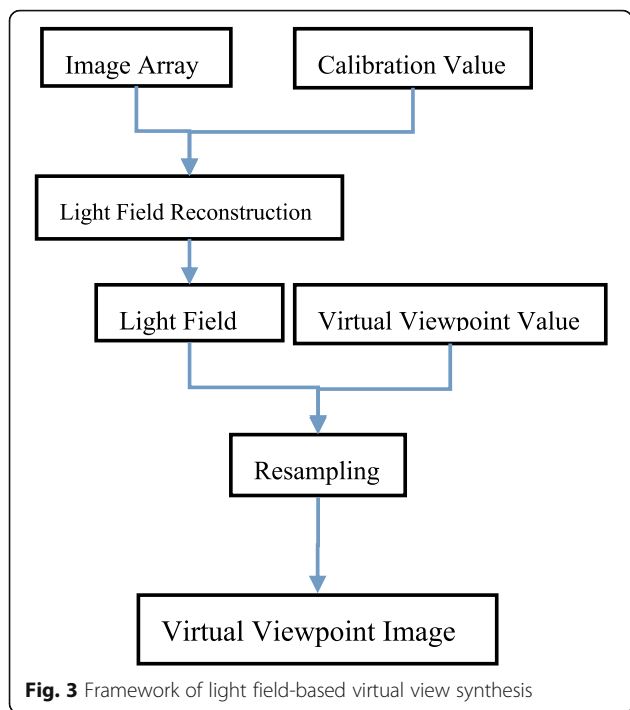 Image Array
Calibration Value
Light Field Reconstruction
Light Field
Virtual Viewpoint Value
Resampling
Virtual Viewpoint Image
Fig. 3 Framework of light field-based virtual view synthesis